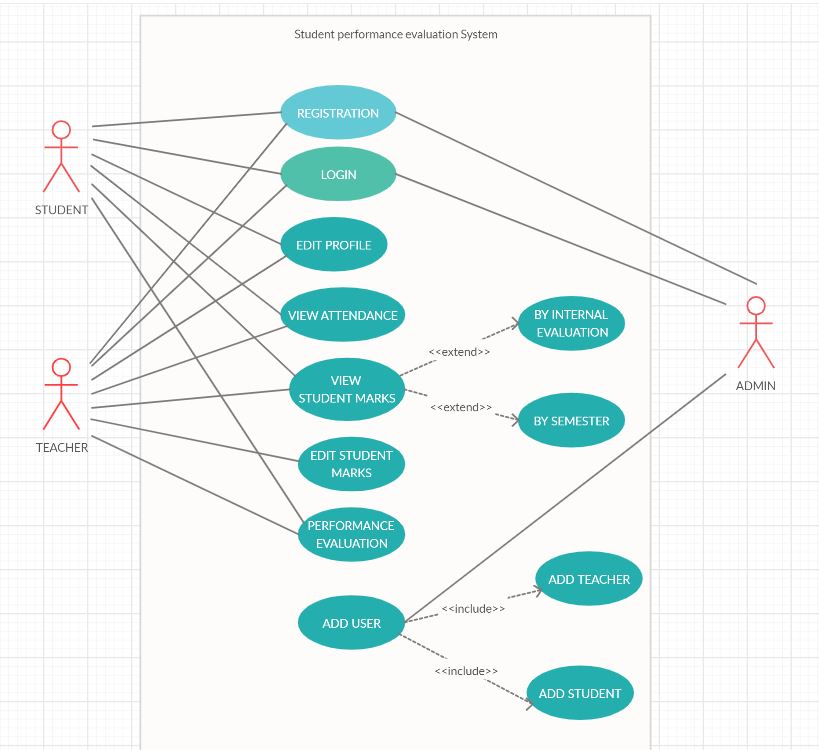 Student performance evaluation System
REGISTRATION
LOGIN
STUDENT
EDIT PROFILE
VIEW ATTENDANCE
BY INTERNAL
EVALUATION
<<extend>>
VIEW
STUDENT MARKS
ADMIN
<<extend>>
BY SEMESTER
TEACHER
EDIT STUDENT
MARKS
PERFORMANCE
EVALUATION
ADD TEACHER
<<include>>
ADD USER
<<include>>
ADD STUDENT